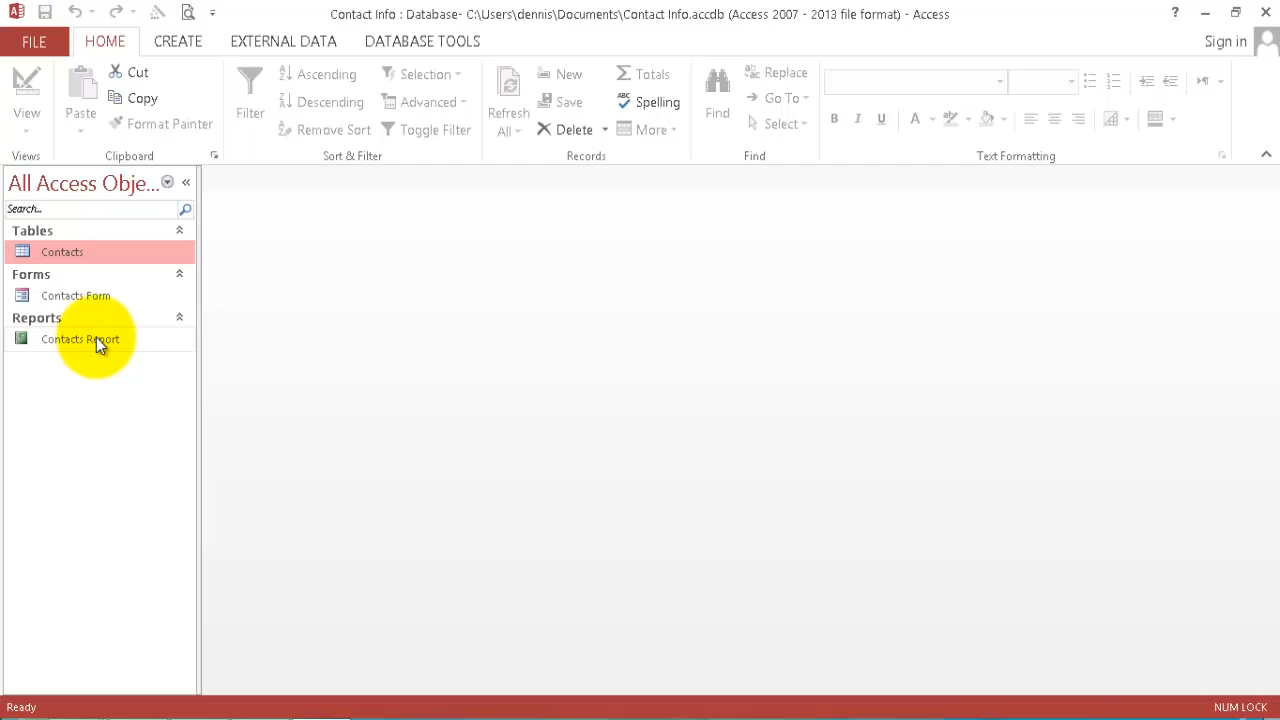 Contact Info : Database- C:\Users\dennis\Documents\Contact Info.accdb (Access 2007 - 2013 file format) - Access
FILE HOME CREATE EXTERNAL DATA DATABASE TOOLS Sign in
View
Views
Paste
Cut
Copy
Format Painter
Clipboard
Filter
Ascending
Descending
Remove Sort
Selection
Advanced
Toggle Filter
Sort & Filter
Refresh
All
New
Save
Delete
Totals
Spelling
More
Records
Find
Replace
Go To
Select
Find
B I U A
Text Formatting
All Access Obje...
Search...
Tables
Contacts
Forms
Contacts Form
Reports
Contacts Report
Ready
NUM LOCK